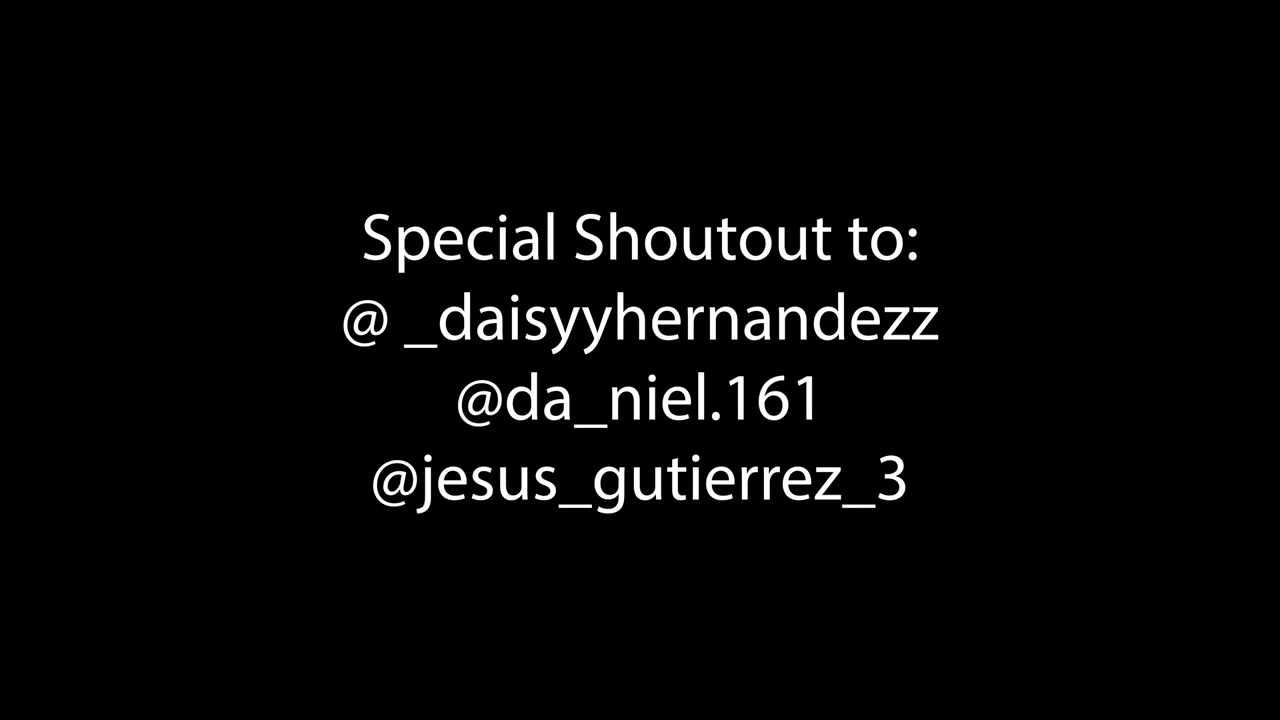 Special Shoutout to:
@ _daisyyhernandezz
@da_niel.161
@jesus_gutierrez_3